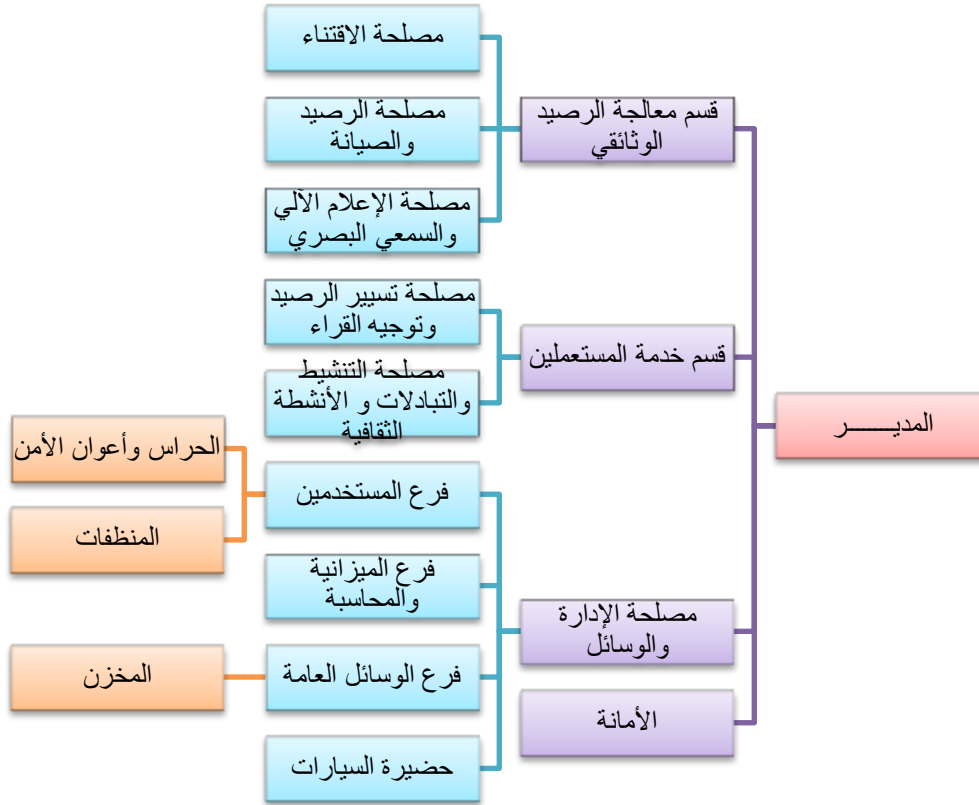 المديــــــــر
قسم معالجة الرصيد
الوثائقي
مصلحة الاقتناء
مصلحة الرصيد
والصيانة
مصلحة الإعلام الآلي
والسمعي البصري
قسم خدمة المستعملين
مصلحة تسيير الرصيد
وتوجيه القراء
مصلحة التنشيط
والتبادلات و الأنشطة
الثقافية
مصلحة الإدارة
والوسائل
فرع المستخدمين
الحراس وأعوان الأمن
المنظفات
فرع الميزانية
والمحاسبة
فرع الوسائل العامة
المخزن
حضيرة السيارات
الأمانة